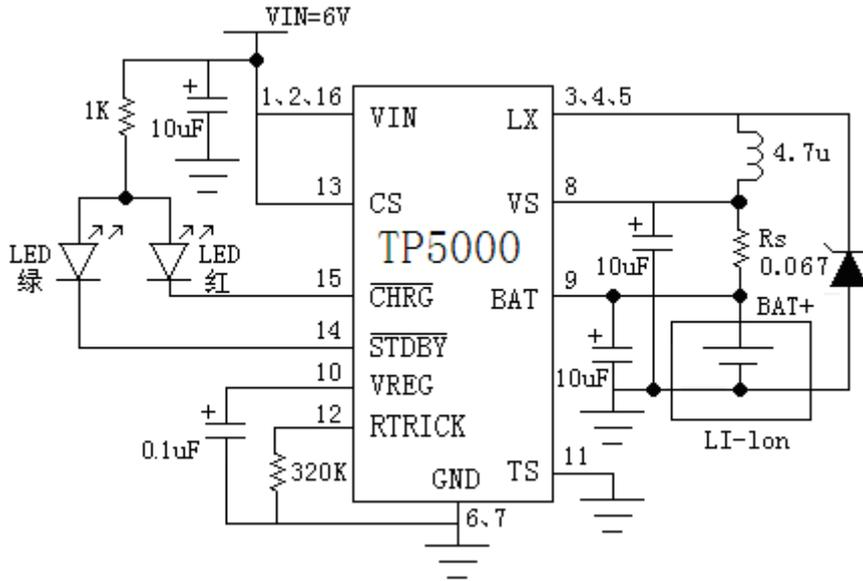 VIN=6V
1K
10uF
1、2、16
VIN
LX
3、4、5
4.7u
13
CS
VS
8
TP5000
LED
绿
LED
红
10uF
Rs
0.067
15
CHRG
BAT
9
BAT+
14
STDBY
10uF
10
VREG
12
RTRICK
LI-lon
0.1uF
320K
GND
TS
11
6、7